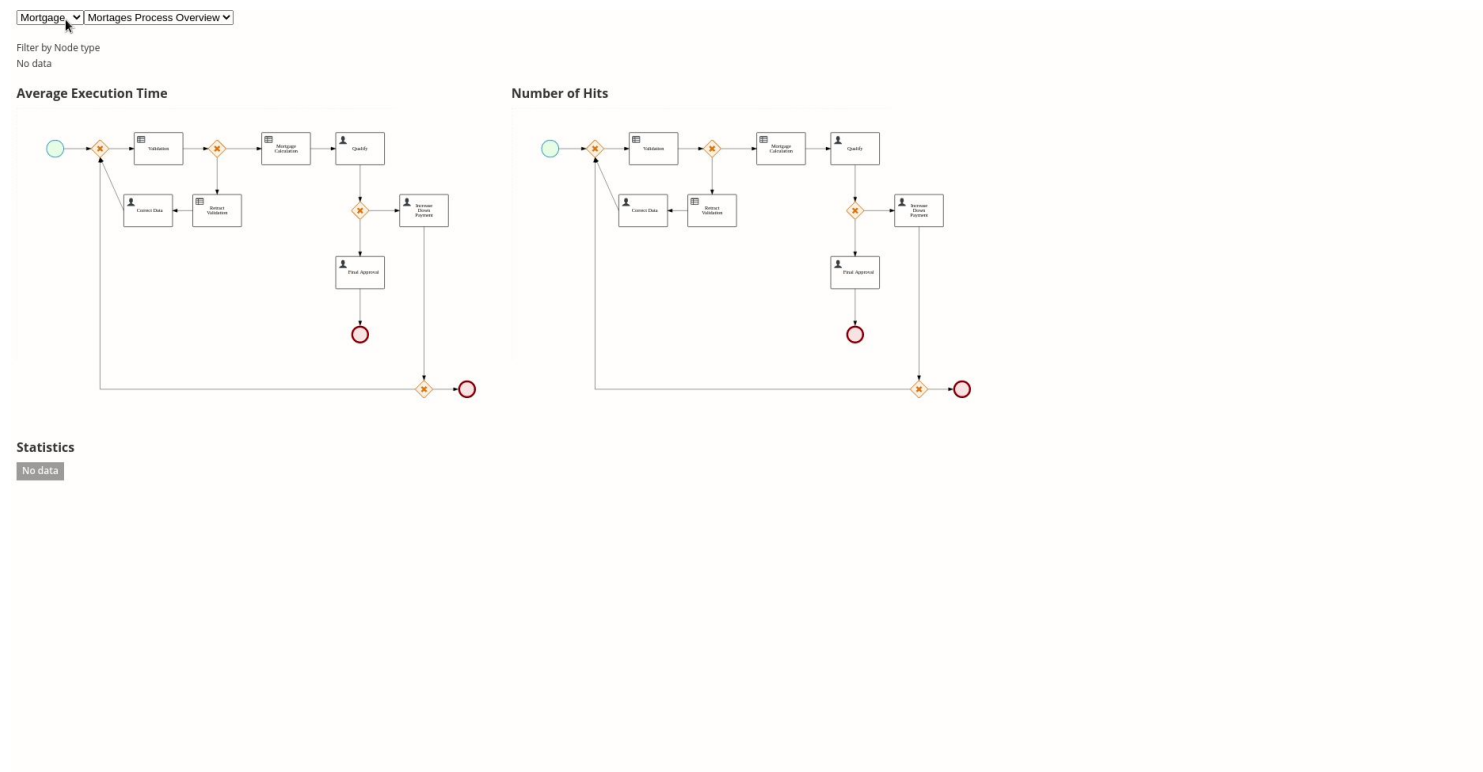 Mortgage Mortages Process Overview
Filter by Node type
No data
Average Execution Time
Number of Hits
Validation
Mortgage
Calculation
Qualify
Correct Data
Retract
Validation
Increase
Down
Payment
Final Approval
Validation
Mortgage
Calculation
Qualify
Correct Data
Retract
Validation
Increase
Down
Payment
Final Approval
Statistics
No data